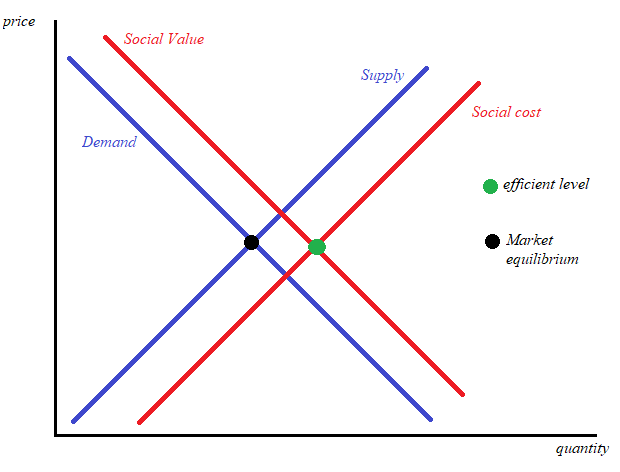 price
Social Value
Supply
Social cost
Demand
efficient level
Market
equilibrium
quantity